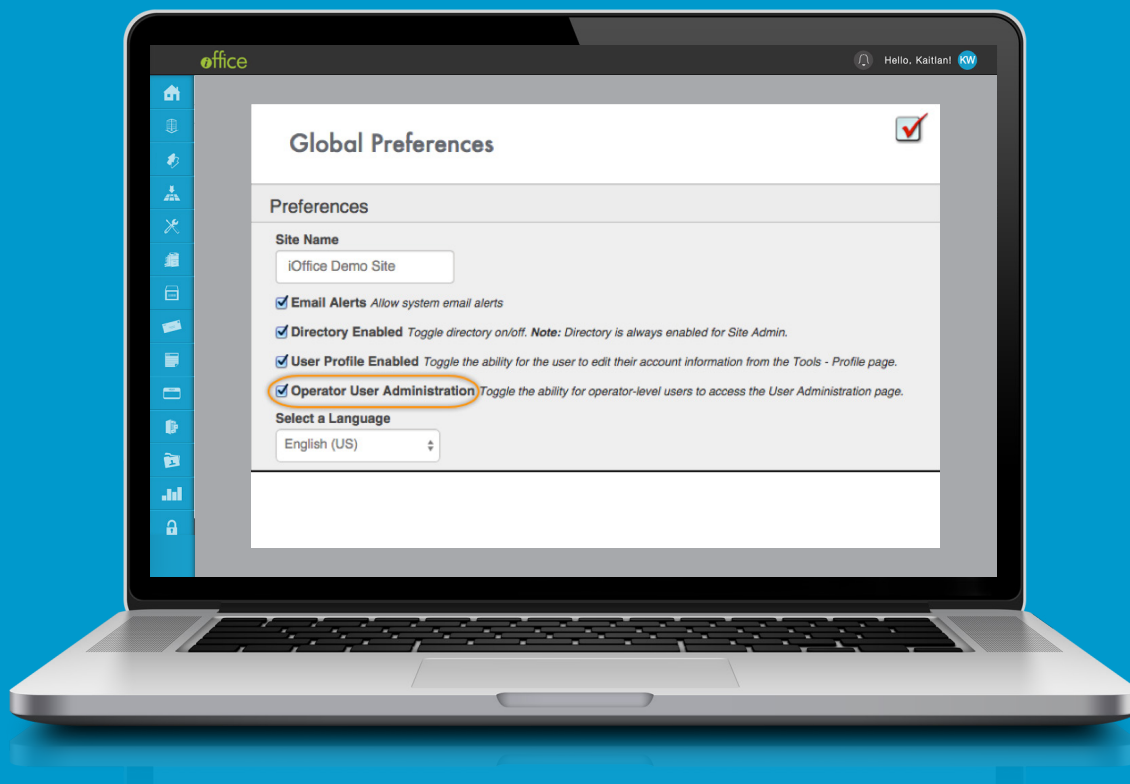 office
Hello, Kaitlan! KW
Global Preferences
Preferences
Site Name
iOffice Demo Site
Email Alerts Allow system email alerts
Directory Enabled Toggle directory on/off. Note: Directory is always enabled for Site Admin.
User Profile Enabled Toggle the ability for the user to edit their account information from the Tools - Profile page.
Operator User Administration Toggle the ability for operator-level users to access the User Administration page.
Select a Language
English (US)